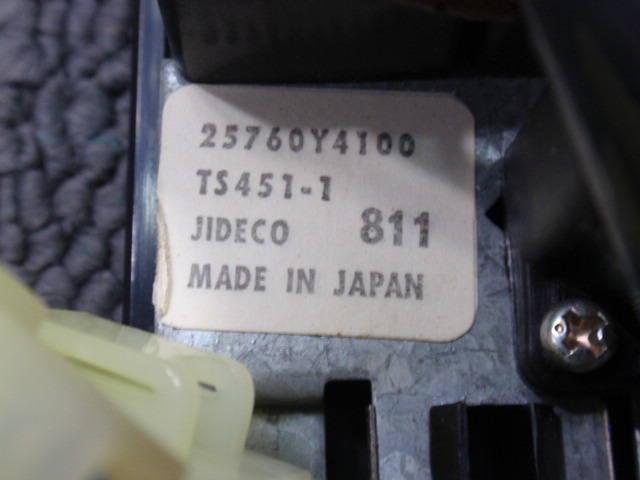 25760Y4100
TS451-1
JIDECO 811
MADE IN JAPAN